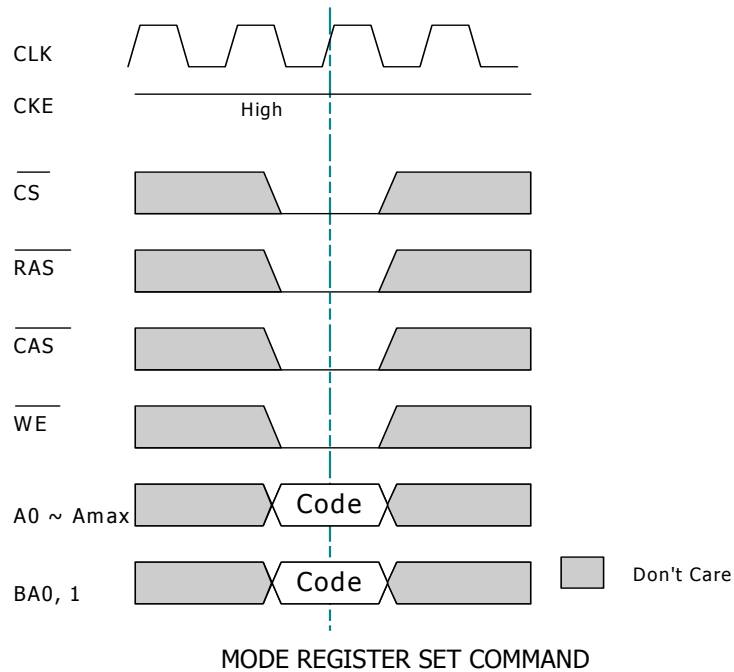 CLK
CKE
High
CS
RAS
CAS
WE
A0 ~ Amax
Code
BA0, 1
Code
Don't Care
MODE REGISTER SET COMMAND